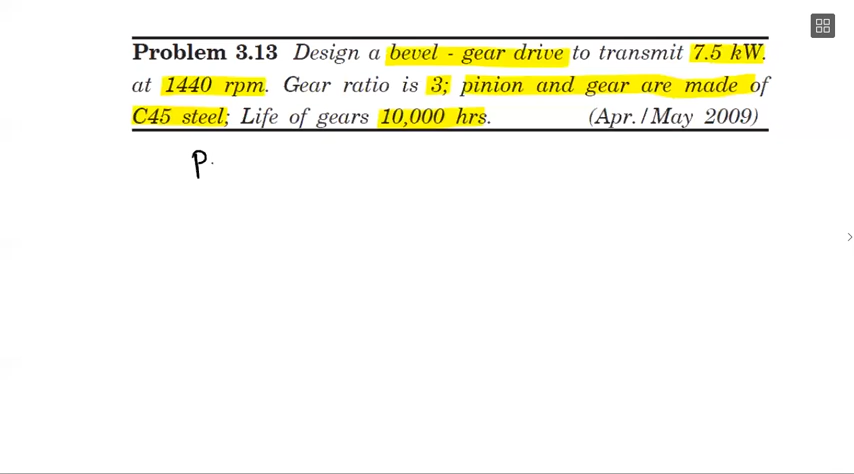 Problem 3.13 Design a bevel - gear drive to transmit 7.5 kW.
at 1440 rpm. Gear ratio is 3; pinion and gear are made of
C45 steel; Life of gears 10,000 hrs. (Apr./May 2009)
P